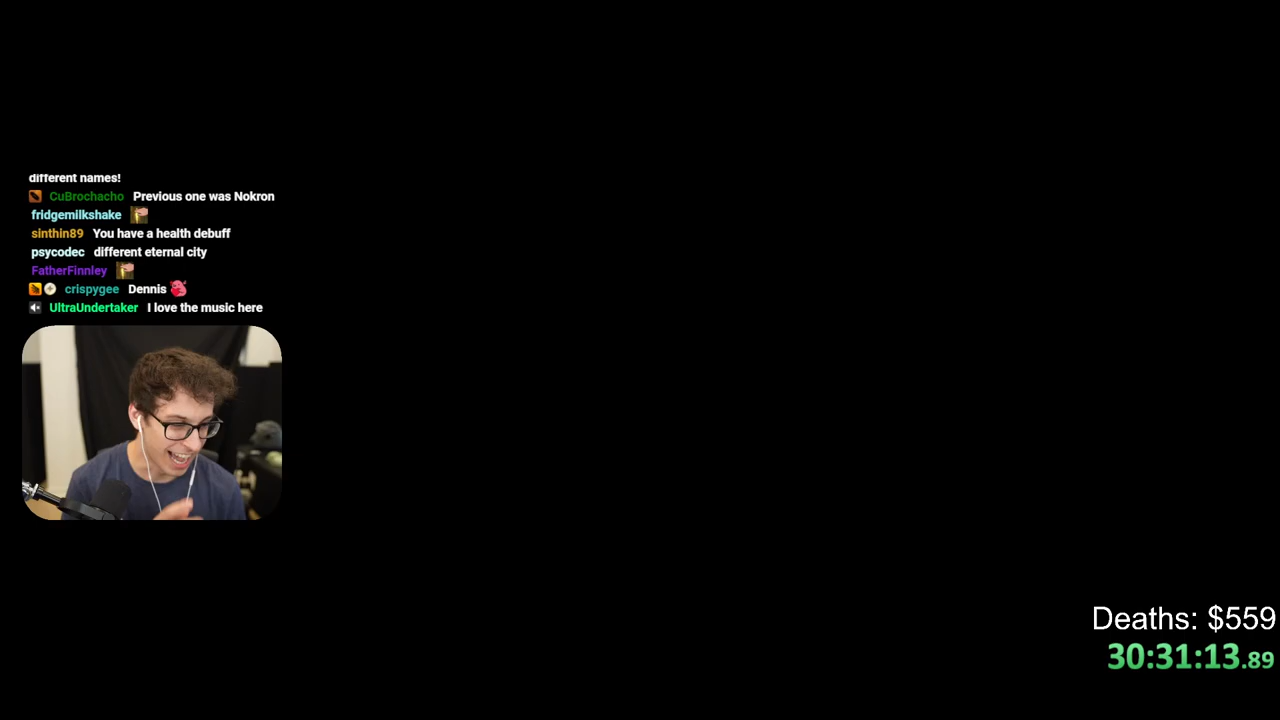 different names!
CuBrochacho Previous one was Nokron
fridgemilkshake
sinthin89 You have a health debuff
psycodec different eternal city
FatherFinnley
crispygee Dennis
UltraUndertaker I love the music here
Deaths: $559
30:31:13.89